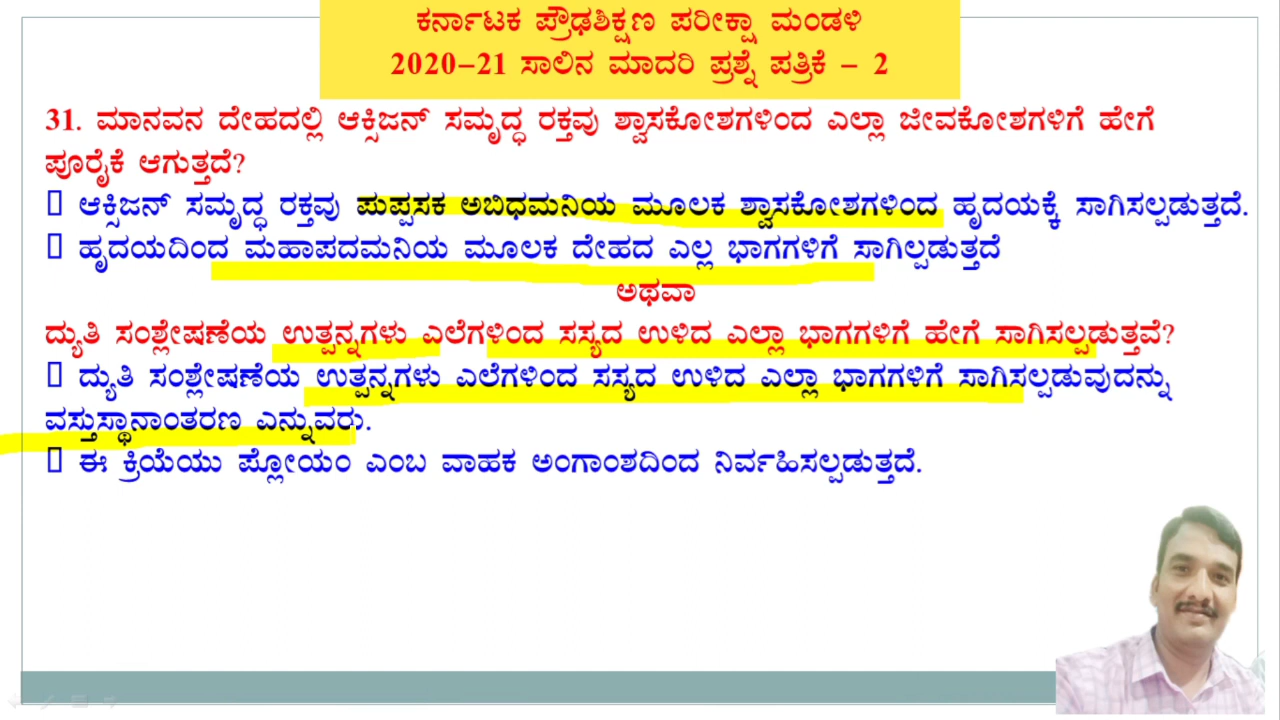 ಕರ್ನಾಟಕ ಪ್ರೌಢಶಿಕ್ಷಣ ಪರೀಕ್ಷಾ ಮಂಡಳಿ
2020-21 ಸಾಲಿನ ಮಾದರಿ ಪ್ರಶ್ನೆ ಪತ್ರಿಕೆ - 2
31. ಮಾನವನ ದೇಹದಲ್ಲಿ ಆಕ್ಸಿಜನ್ ಸಮೃದ್ಧ ರಕ್ತವು ಶ್ವಾಸಕೋಶಗಳಿಂದ ಎಲ್ಲಾ ಜೀವಕೋಶಗಳಿಗೆ ಹೇಗೆ
ಪೂರೈಕೆ ಆಗುತ್ತದೆ?
ಆಕ್ಸಿಜನ್ ಸಮೃದ್ಧ ರಕ್ತವು ಪುಪ್ಪಸಕ ಅಬಿಧಮನಿಯ ಮೂಲಕ ಶ್ವಾಸಕೋಶಗಳಿಂದ ಹೃದಯಕ್ಕೆ ಸಾಗಿಸಲ್ಪಡುತ್ತದೆ.
ಹೃದಯದಿಂದ ಮಹಾಪದಮನಿಯ ಮೂಲಕ ದೇಹದ ಎಲ್ಲ ಭಾಗಗಳಿಗೆ ಸಾಗಿಲ್ಪಡುತ್ತದೆ
ಅಥವಾ
ದ್ಯುತಿ ಸಂಶ್ಲೇಷಣೆಯ ಉತ್ಪನ್ನಗಳು ಎಲೆಗಳಿಂದ ಸಸ್ಯದ ಉಳಿದ ಎಲ್ಲಾ ಭಾಗಗಳಿಗೆ ಹೇಗೆ ಸಾಗಿಸಲ್ಪಡುತ್ತವೆ?
ದ್ಯುತಿ ಸಂಶ್ಲೇಷಣೆಯ ಉತ್ಪನ್ನಗಳು ಎಲೆಗಳಿಂದ ಸಸ್ಯದ ಉಳಿದ ಎಲ್ಲಾ ಭಾಗಗಳಿಗೆ ಸಾಗಿಸಲ್ಪಡುವುದನ್ನು
ವಸ್ತುಸ್ಥಾನಾಂತರಣ ಎನ್ನುವರು.
ಈ ಕ್ರಿಯೆಯು ಪ್ಲೋಯಂ ಎಂಬ ವಾಹಕ ಅಂಗಾಂಶದಿಂದ ನಿರ್ವಹಿಸಲ್ಪಡುತ್ತದೆ.